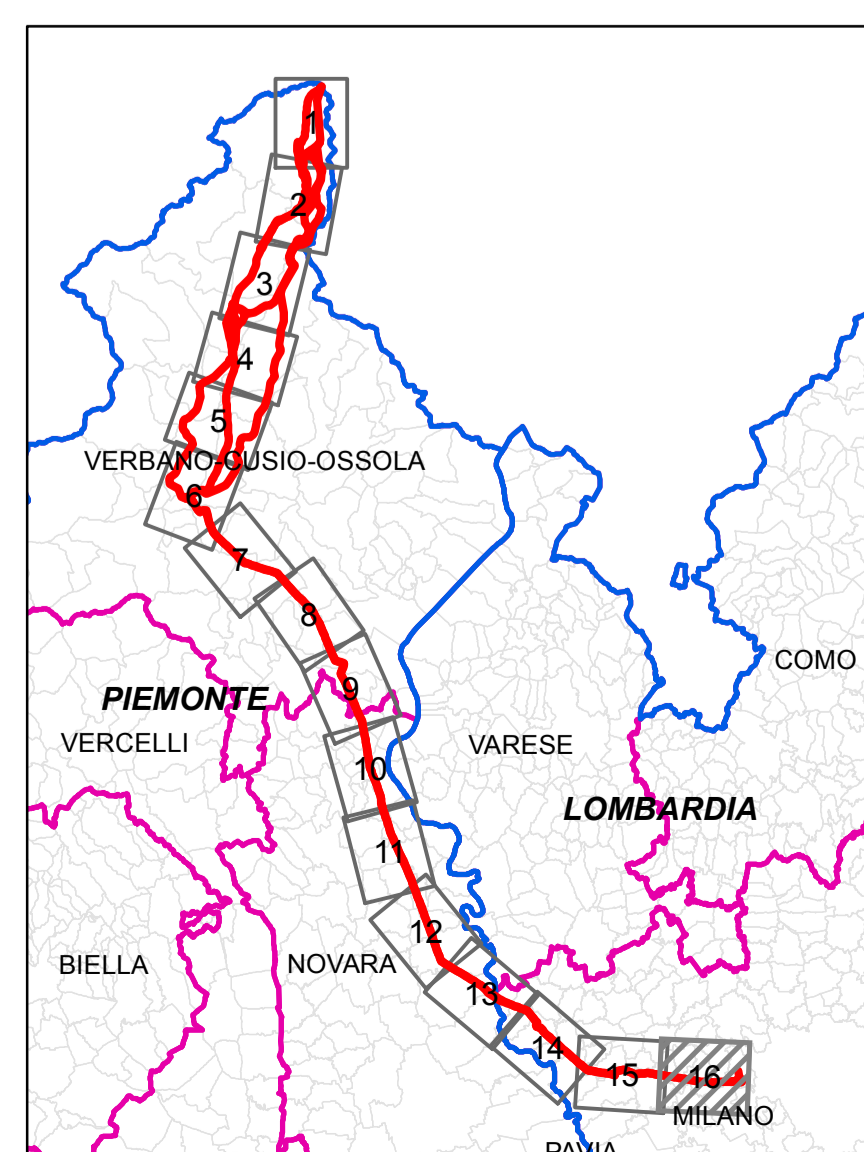 1
2
3
4
5
VERBANO-CUSIO-OSSOLA
6
7
8
COMO
9
PIEMONTE
VERCELLI
VARESE
10
LOMBARDIA
11
12
BIELLA
NOVARA
13
14
15
16
MILANO
PAVIA